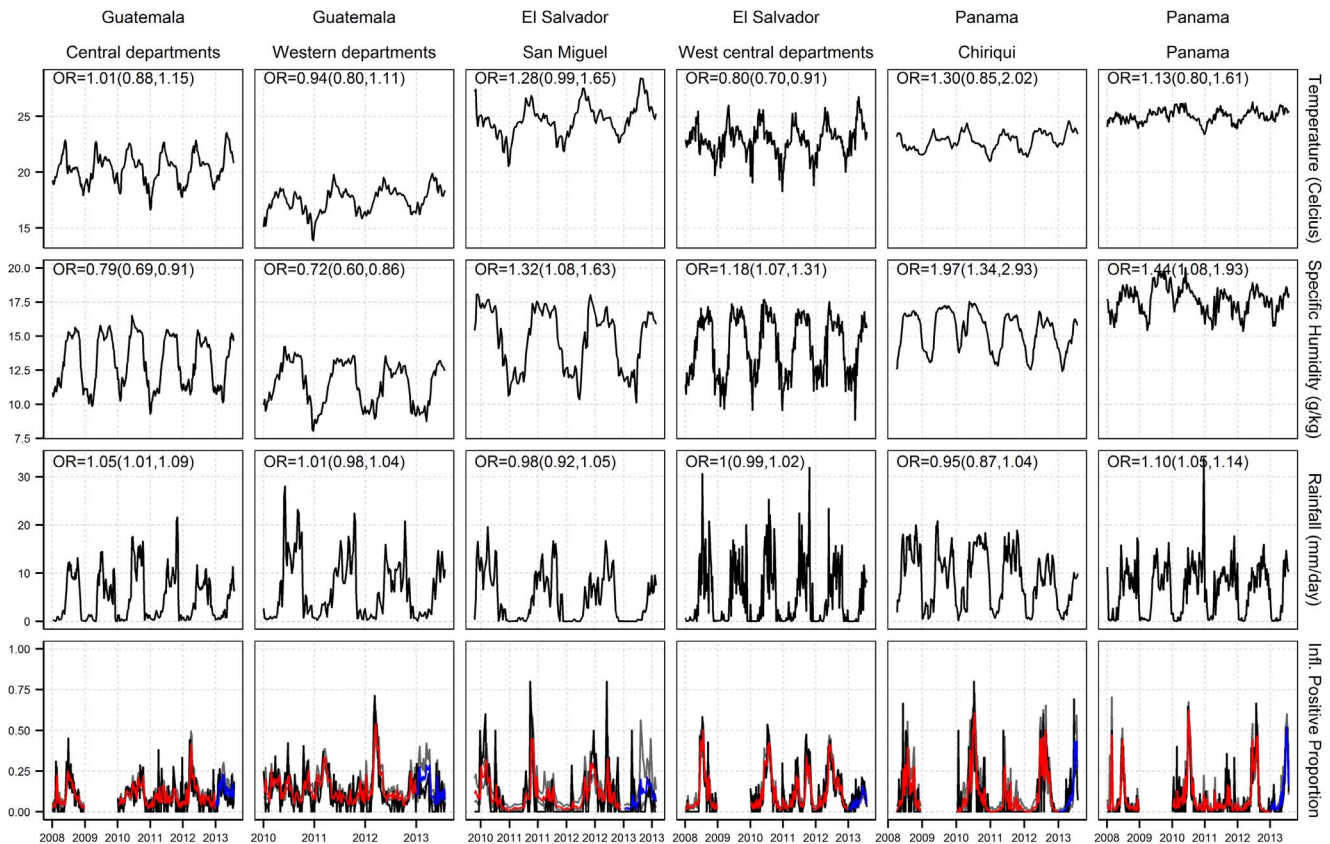 Guatemala Guatemala El Salvador El Salvador Panama Panama
Central departments Western departments San Miguel West central departments Chiriqui Panama
OR=1.01(0.88,1.15) OR=0.94(0.80,1.11) OR=1.28(0.99,1.65) OR=0.80(0.70,0.91) OR=1.30(0.85,2.02) OR=1.13(0.80,1.61)
25
20
15
Temperature (Celcius)
OR=0.79(0.69,0.91) OR=0.72(0.60,0.86) OR=1.32(1.08,1.63) OR=1.18(1.07,1.31) OR=1.97(1.34,2.93) OR=1.44(1.08,1.93)
20.0
17.5
15.0
12.5
10.0
7.5
Specific Humidity (g/kg)
OR=1.05(1.01,1.09) OR=1.01(0.98,1.04) OR=0.98(0.92,1.05) OR=1(0.99,1.02) OR=0.95(0.87,1.04) OR=1.10(1.05,1.14)
30
20
10
0
Rainfall (mm/day)
1.00
0.75
0.50
0.25
0.00
Infl. Positive Proportion
2008 2009 2010 2011 2012 2013 2010 2011 2012 2013 2010 2011 2011 2012 2012 2013 2013 2008 2009 2010 2011 2012 2013 2009 2010 2011 2012 2013 2008 2009 2010 2011 2012 2013